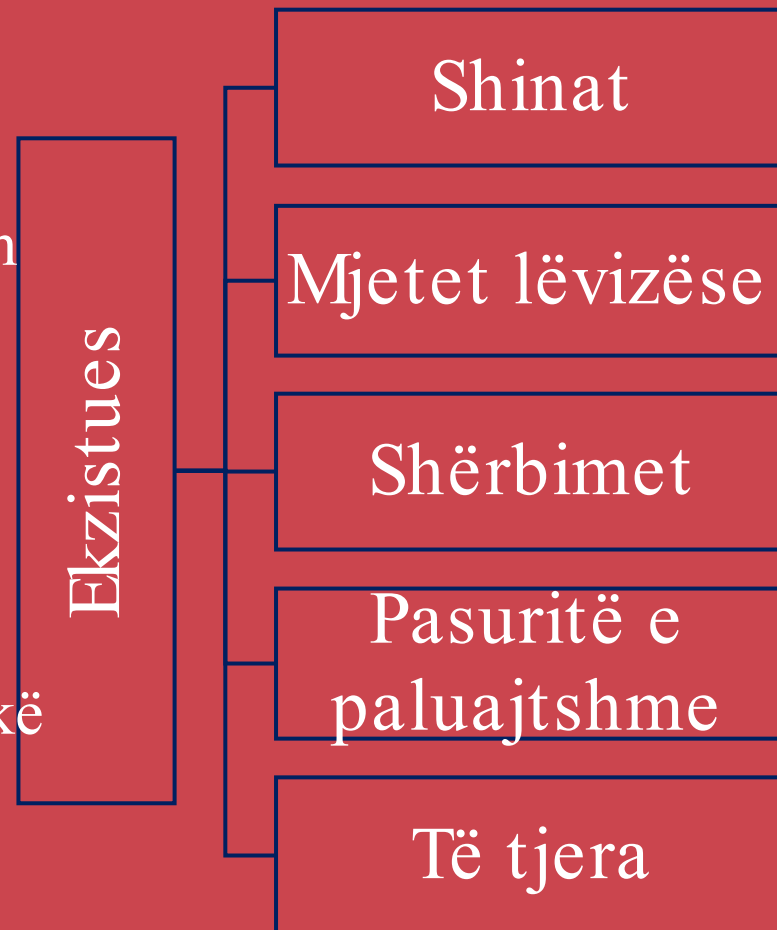 Ekzistues
Shinat
Mjetet lëvizëse
Shërbimet
Pasuritë e
paluajtshme
Të tjera